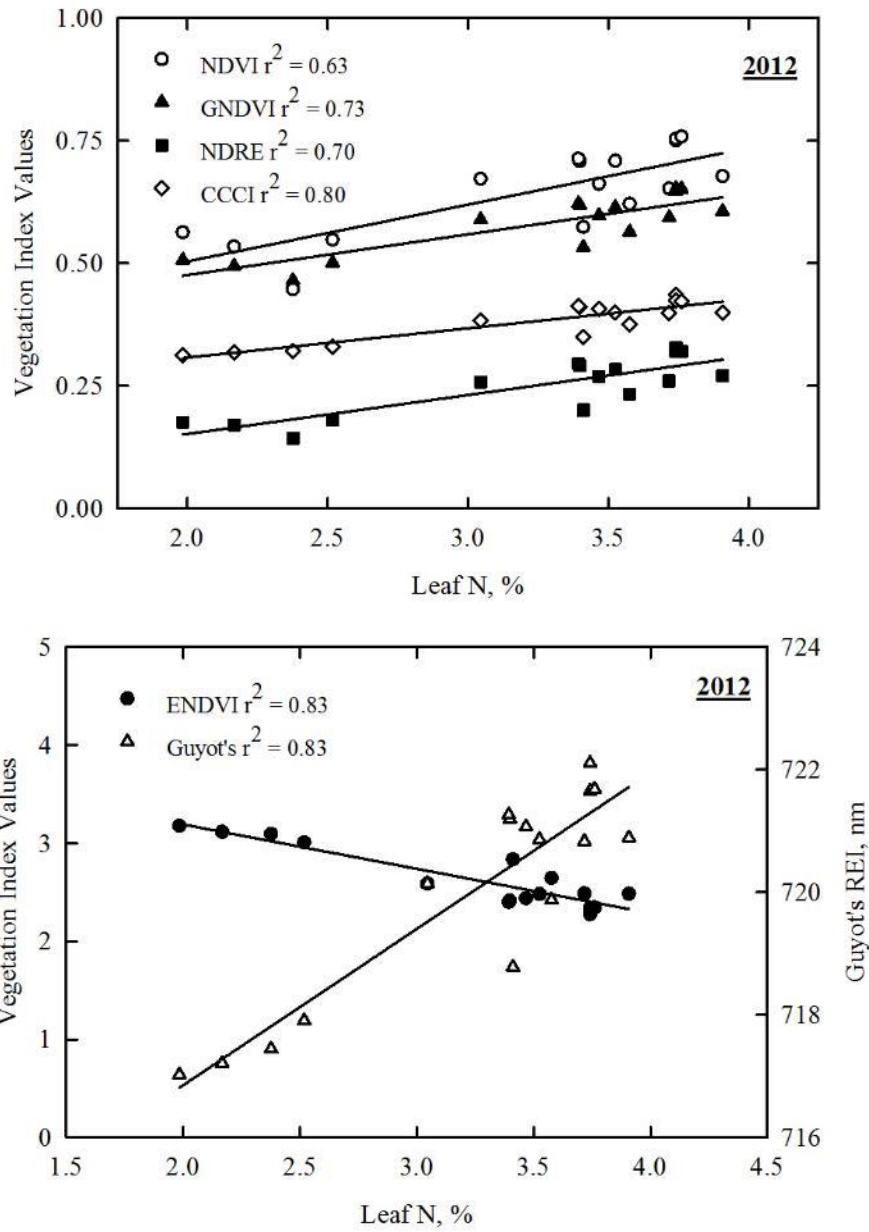 1.00
0.75
0.50
0.25
0.00
Vegetation Index Values
NDVI r² = 0.63
GNDVI r² = 0.73
NDRE r² = 0.70
CCCI r² = 0.80
2012
2.0 2.5 3.0 3.5 4.0
Leaf N, %
5
4
3
2
1
0
Vegetation Index Values
ENDVI r² = 0.83
Guyot's r² = 0.83
2012
724
722
720
718
716
Guyot's REI, nm
1.5 2.0 2.5 3.0 3.5 4.0 4.5
Leaf N, %